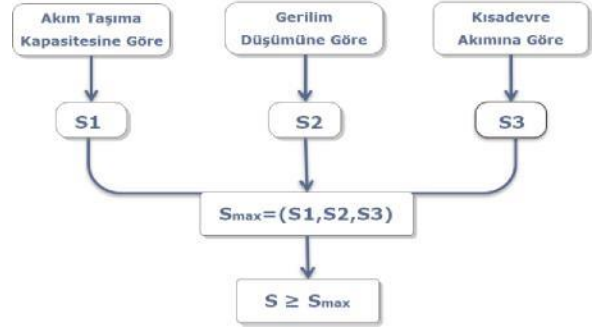 Akım Taşıma
Kapasitesine Göre
Gerilim
Düşümüne Göre
Kısadevre
Akımına Göre
S1
S2
S3
Smax=(S1,S2,S3)
S ≥ Smax